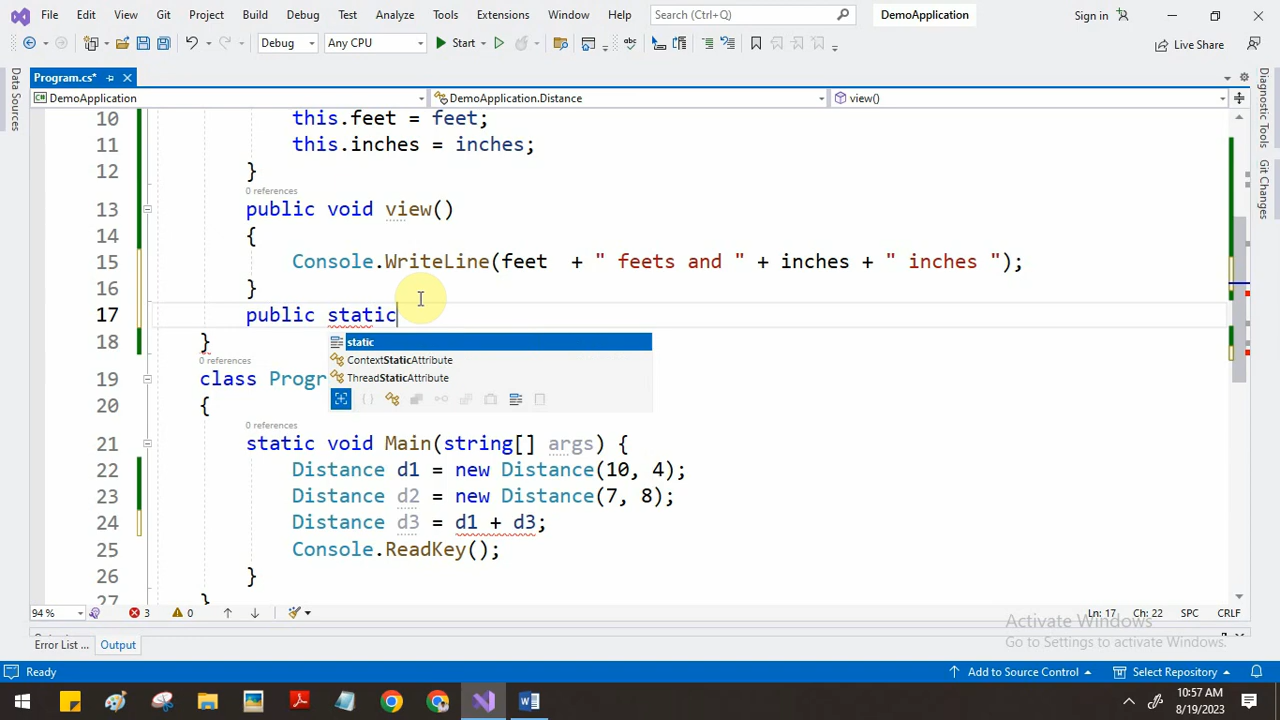 File Edit View Git Project Build Debug Test Analyze Tools Extensions Window Help Search (Ctrl+Q) DemoApplication Sign in
Debug Any CPU Start Live Share
Program.cs*
DemoApplication DemoApplication.Distance view()
Data Sources
Diagnostic Tools
Git Changes
10 this.feet = feet;
11 this.inches = inches;
12 }
0 references
13 public void view()
14 {
15 Console.WriteLine(feet  + " feets and " + inches + " inches ");
16 }
17 public static
static
ContextStaticAttribute
ThreadStaticAttribute
18 }
0 references
19 class Progr
20 {
0 references
21 static void Main(string[] args) {
22 Distance d1 = new Distance(10, 4);
23 Distance d2 = new Distance(7, 8);
24 Distance d3 = d1 + d3;
25 Console.ReadKey();
26 }
27 }
94 % 3 0 Ln: 17 Ch: 22 SPC CRLF
Activate Windows
Go to Settings to activate Windows.
Error List ... Output
Ready Add to Source Control Select Repository
10:57 AM
8/19/2023